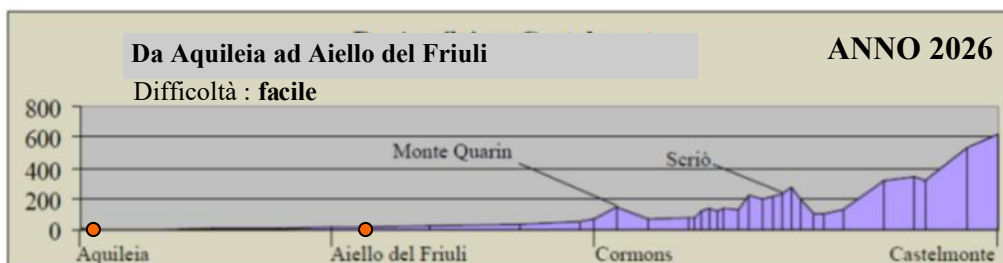 Da Aquileia ad Aiello del Friuli
ANNO 2026
Difficoltà : facile
800
600
400
200
0
Monte Quarin
Scriò
Aquileia
Aiello del Friuli
Cormons
Castelmonte